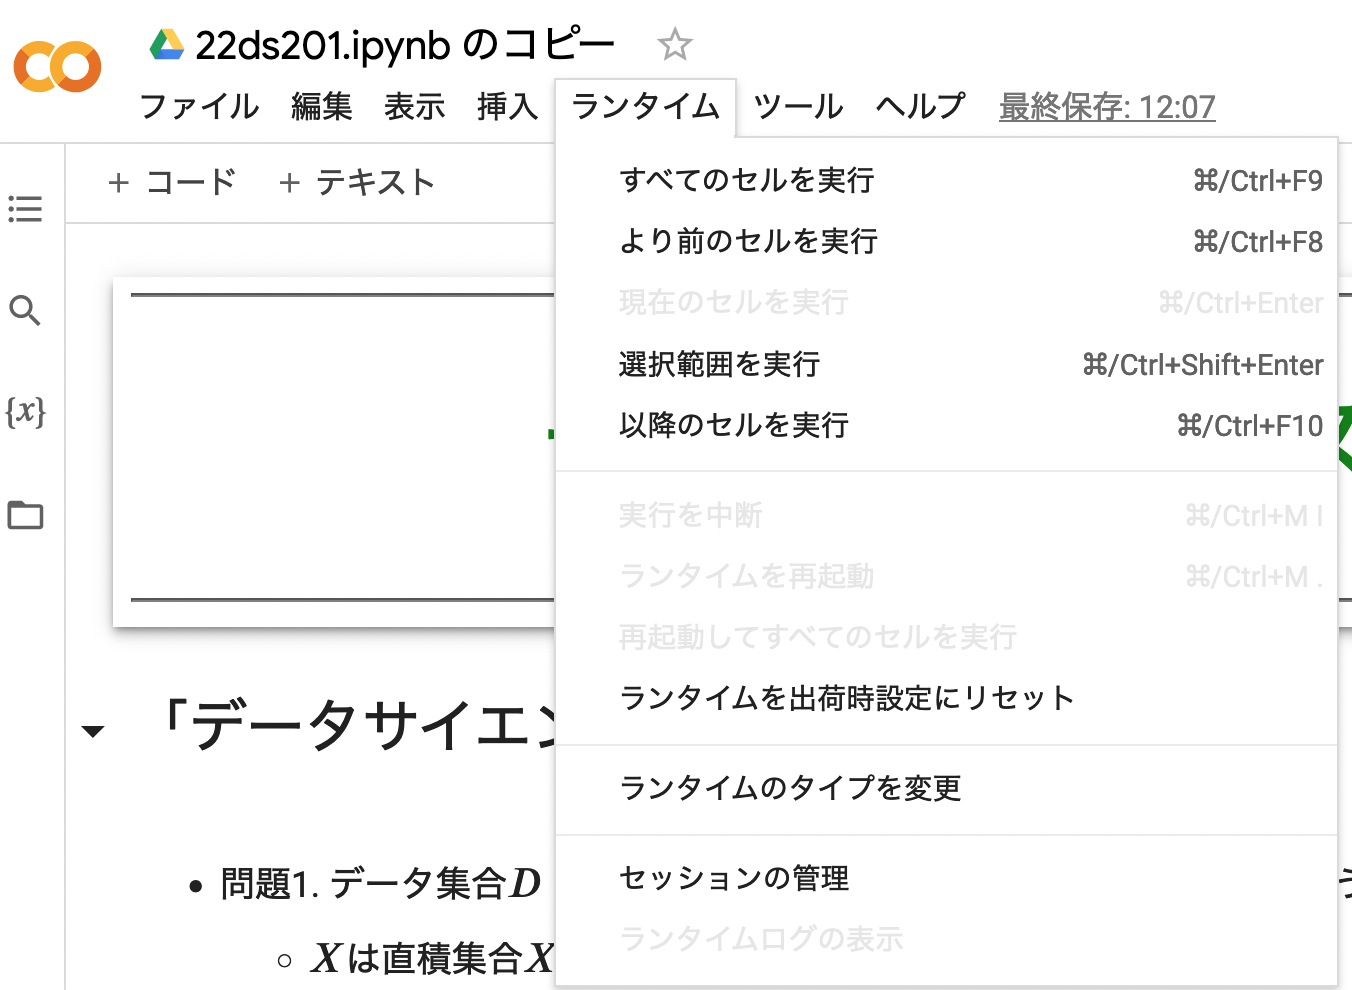 22ds201.ipynb のコピー
ファイル 編集 表示 挿入 ランタイム ツール ヘルプ 最終保存: 12:07
+ コード + テキスト
すべてのセルを実行 ⌘/Ctrl+F9
より前のセルを実行 ⌘/Ctrl+F8
現在のセルを実行 ⌘/Ctrl+Enter
選択範囲を実行 ⌘/Ctrl+Shift+Enter
以降のセルを実行 ⌘/Ctrl+F10
実行を中断 ⌘/Ctrl+M I
ランタイムを再起動 ⌘/Ctrl+M .
再起動してすべてのセルを実行
ランタイムを出荷時設定にリセット
ランタイムのタイプを変更
セッションの管理
ランタイムログの表示
{x}
「データサイエン
問題1. データ集合D
Xは直積集合X